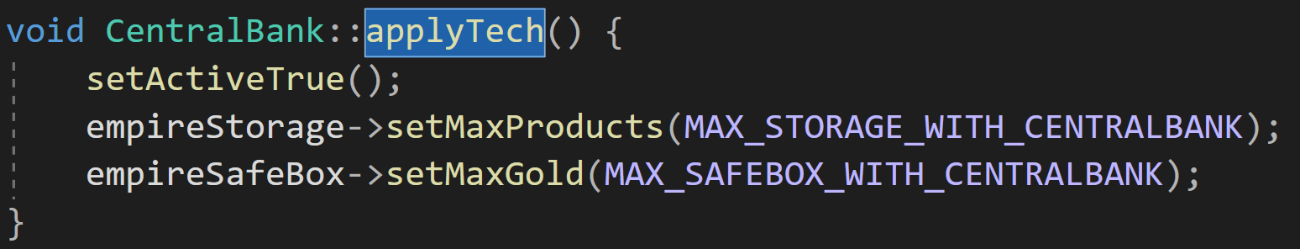 void CentralBank::applyTech() {
    setActiveTrue();
    empireStorage->setMaxProducts(MAX_STORAGE_WITH_CENTRALBANK);
    empireSafeBox->setMaxGold(MAX_SAFEBOX_WITH_CENTRALBANK);
}